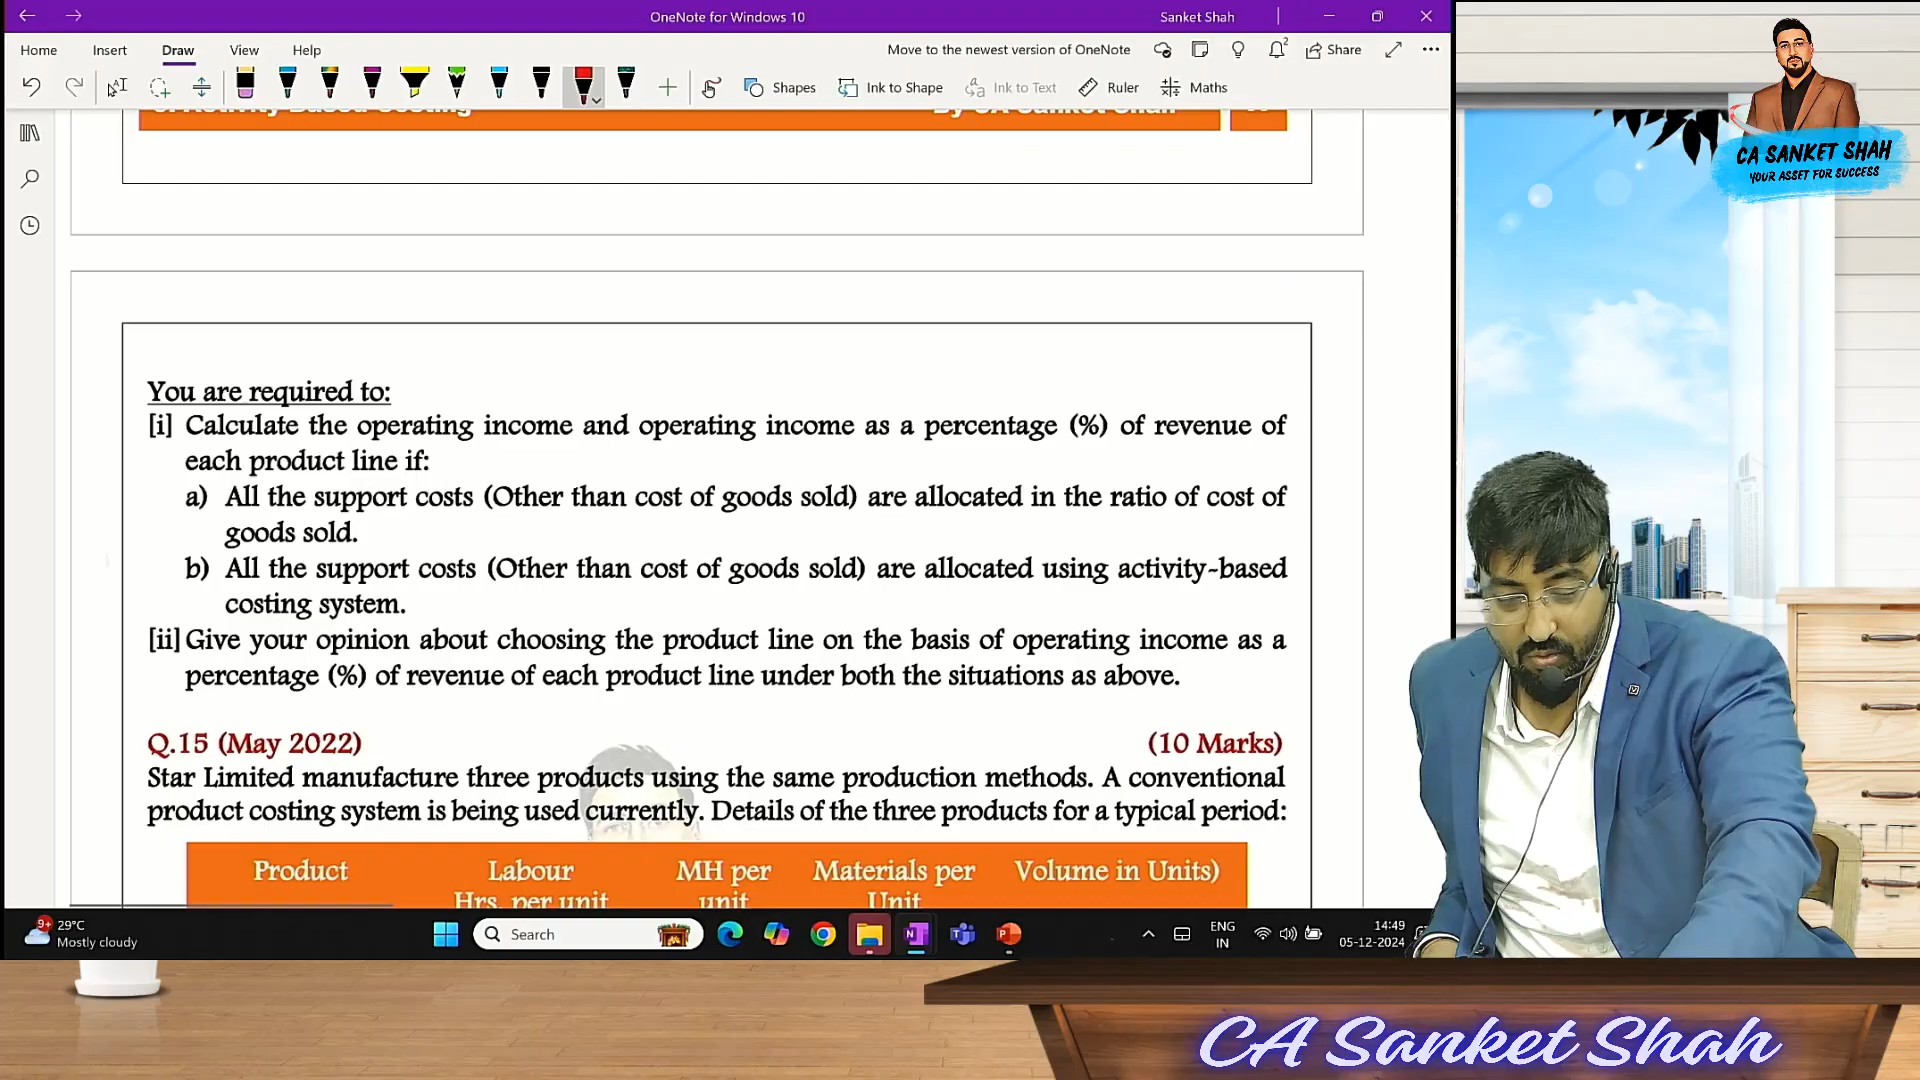 OneNote for Windows 10
Sanket Shah
Home Insert Draw View Help
Move to the newest version of OneNote
2
Share
Shapes
Ink to Shape
Ink to Text
Ruler
Maths
Activity Based Costing
By CA Sanket Shah
CA SANKET SHAH
YOUR ASSET FOR SUCCESS
You are required to:
[i] Calculate the operating income and operating income as a percentage (%) of revenue of
each product line if:
a) All the support costs (Other than cost of goods sold) are allocated in the ratio of cost of
goods sold.
b) All the support costs (Other than cost of goods sold) are allocated using activity-based
costing system.
[ii] Give your opinion about choosing the product line on the basis of operating income as a
percentage (%) of revenue of each product line under both the situations as above.
Q.15 (May 2022) (10 Marks)
Star Limited manufacture three products using the same production methods. A conventional
product costing system is being used currently. Details of the three products for a typical period:
Product Labour MH per Materials per Volume in Units)
Hrs. per unit unit Unit
9+
29°C
Mostly cloudy
Search
ENG
IN
14:49
05-12-2024
CA Sanket Shah